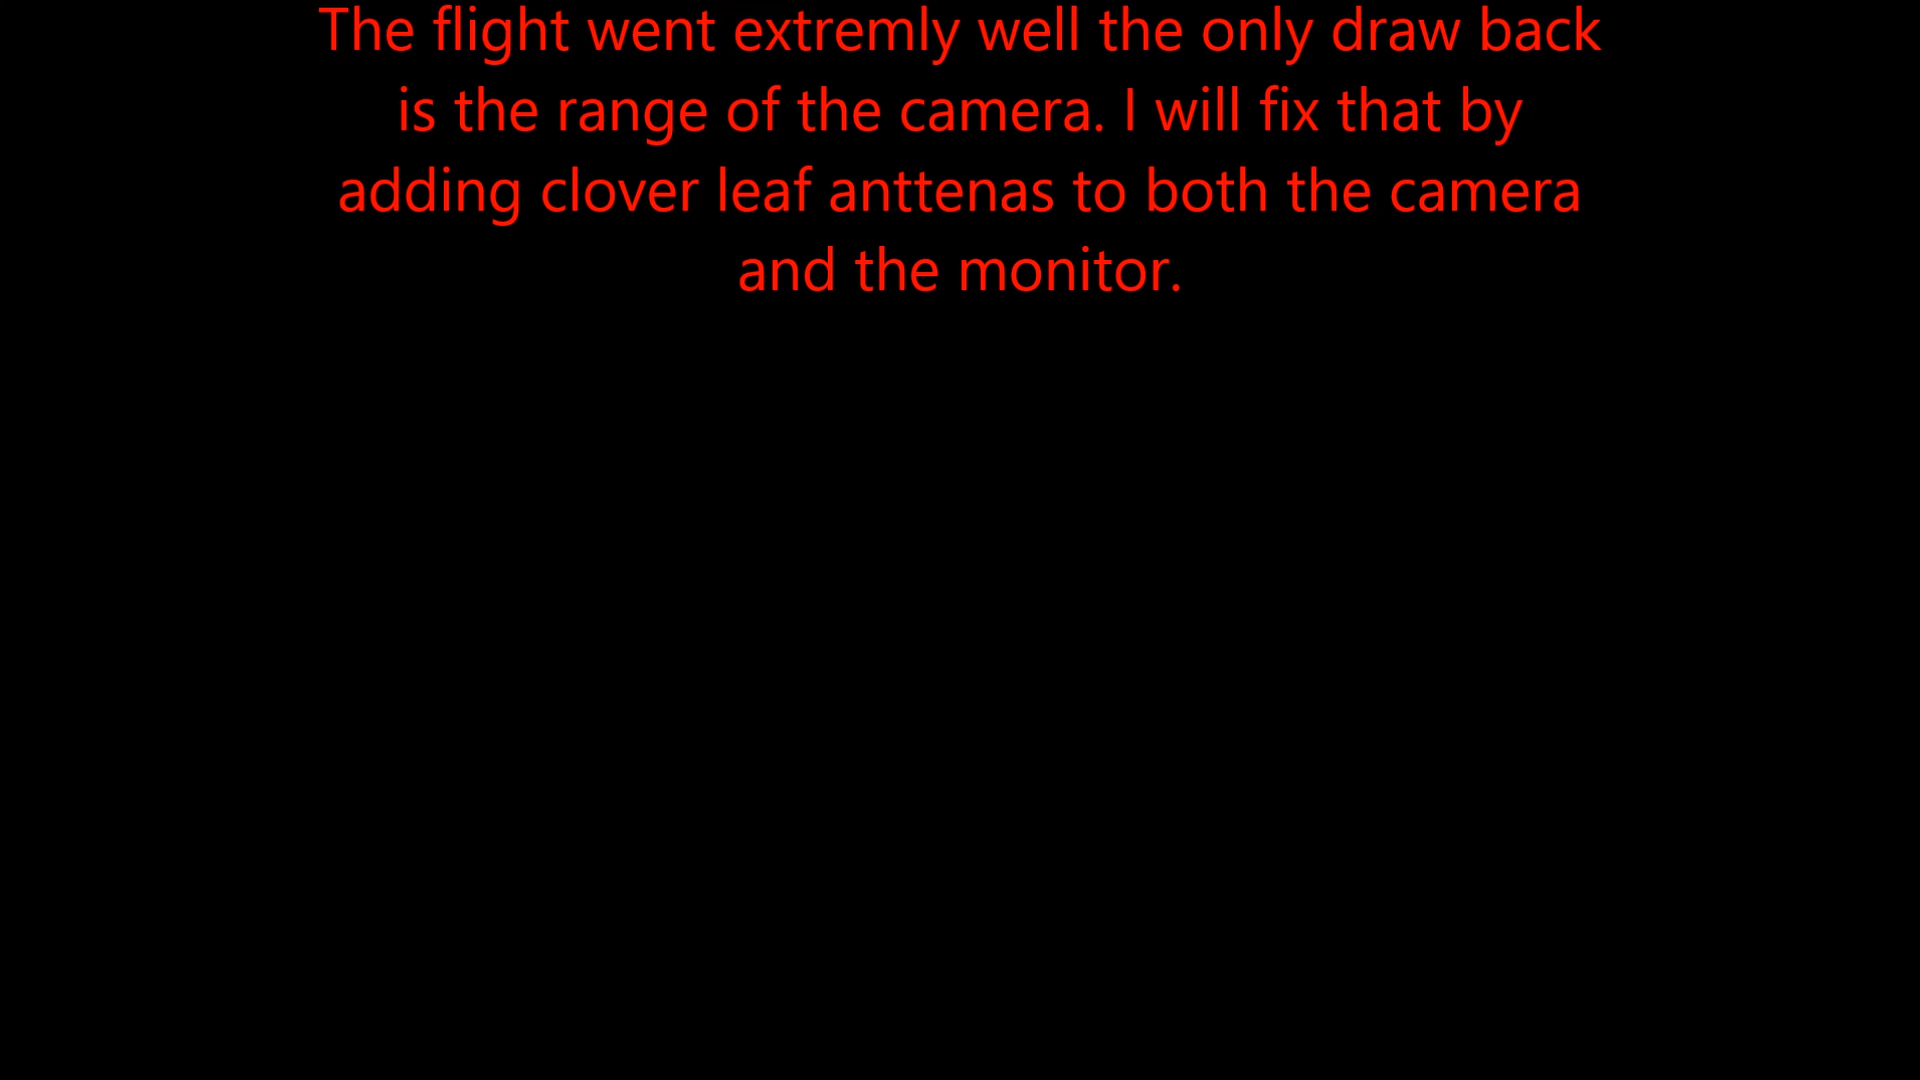 The flight went extremly well the only draw back
is the range of the camera. I will fix that by
adding clover leaf anttenas to both the camera
and the monitor.